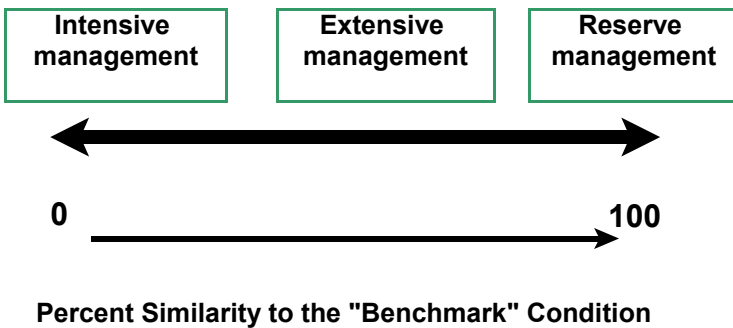 Intensive
management
Extensive
management
Reserve
management
0
100
Percent Similarity to the "Benchmark" Condition